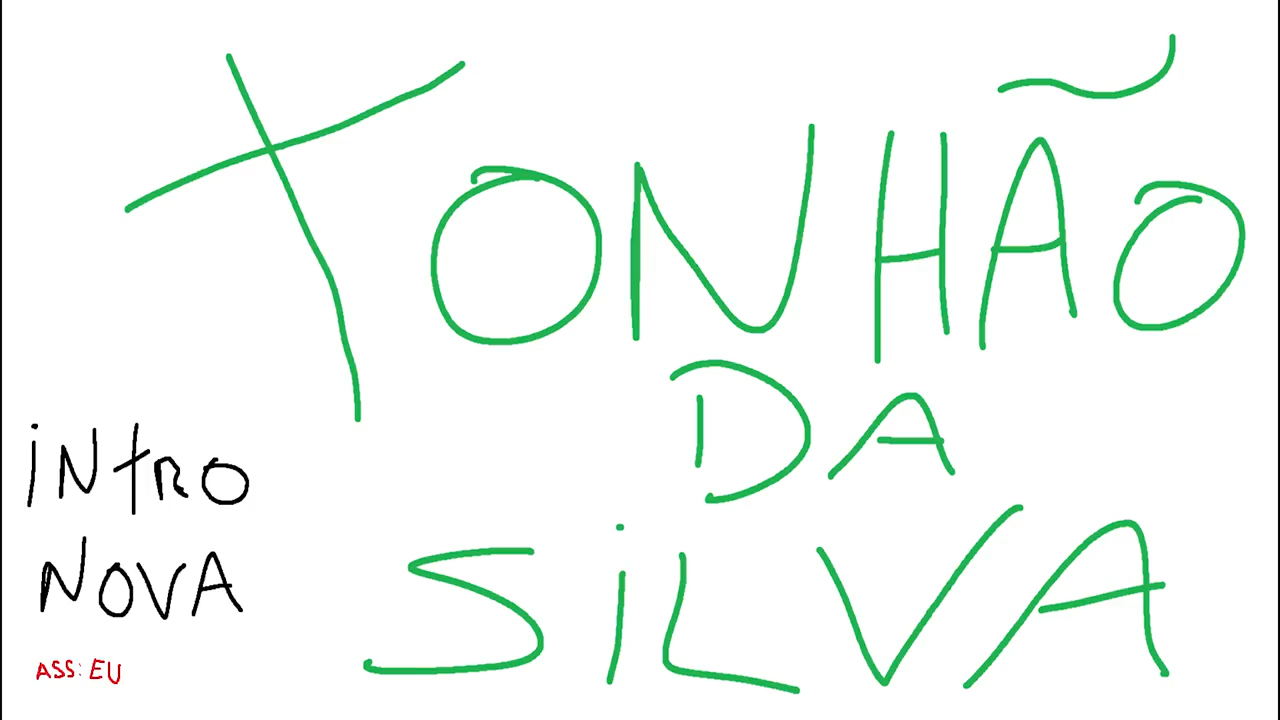 TONHÃO
DA
SiLVA
iNtRO
NOVA
ASS: EU